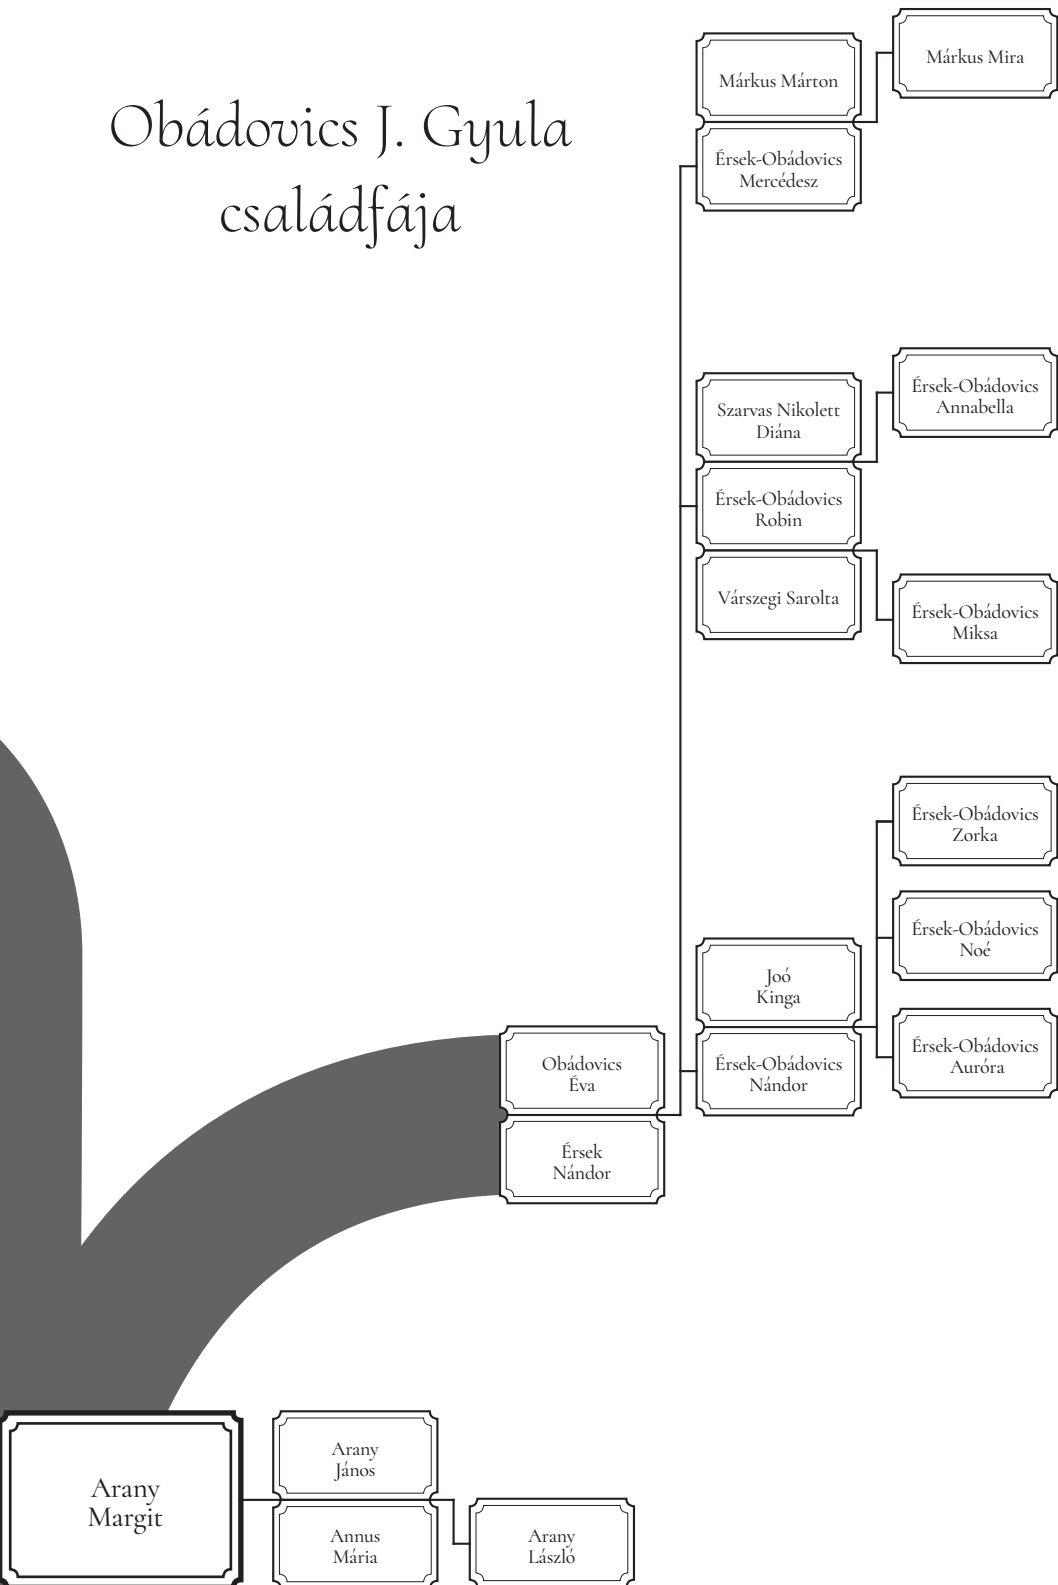 Obádovics J. Gyula
családfája
Márkus Márton
Érsek-Obádovics
Mercédesz
Márkus Mira
Szarvas Nikolett
Diána
Érsek-Obádovics
Robin
Várszegi Sarolta
Érsek-Obádovics
Annabella
Érsek-Obádovics
Miksa
Joó
Kinga
Érsek-Obádovics
Nándor
Érsek-Obádovics
Zorka
Érsek-Obádovics
Noé
Érsek-Obádovics
Auróra
Obádovics
Éva
Érsek
Nándor
Arany
Margit
Arany
János
Annus
Mária
Arany
László